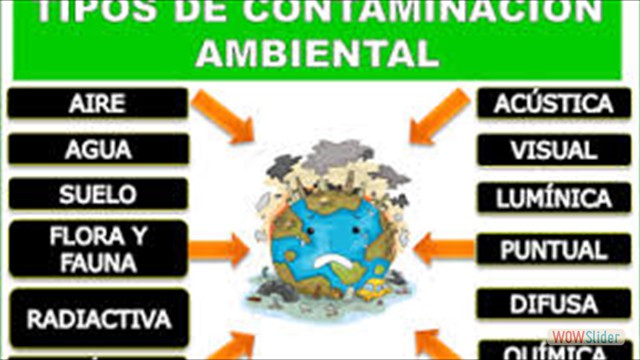 TIPOS DE CONTAMINACIÓN
AMBIENTAL
AIRE
AGUA
SUELO
FLORA Y
FAUNA
RADIACTIVA
ACÚSTICA
VISUAL
LUMÍNICA
PUNTUAL
DIFUSA
QUÍMICA
WOWSlider